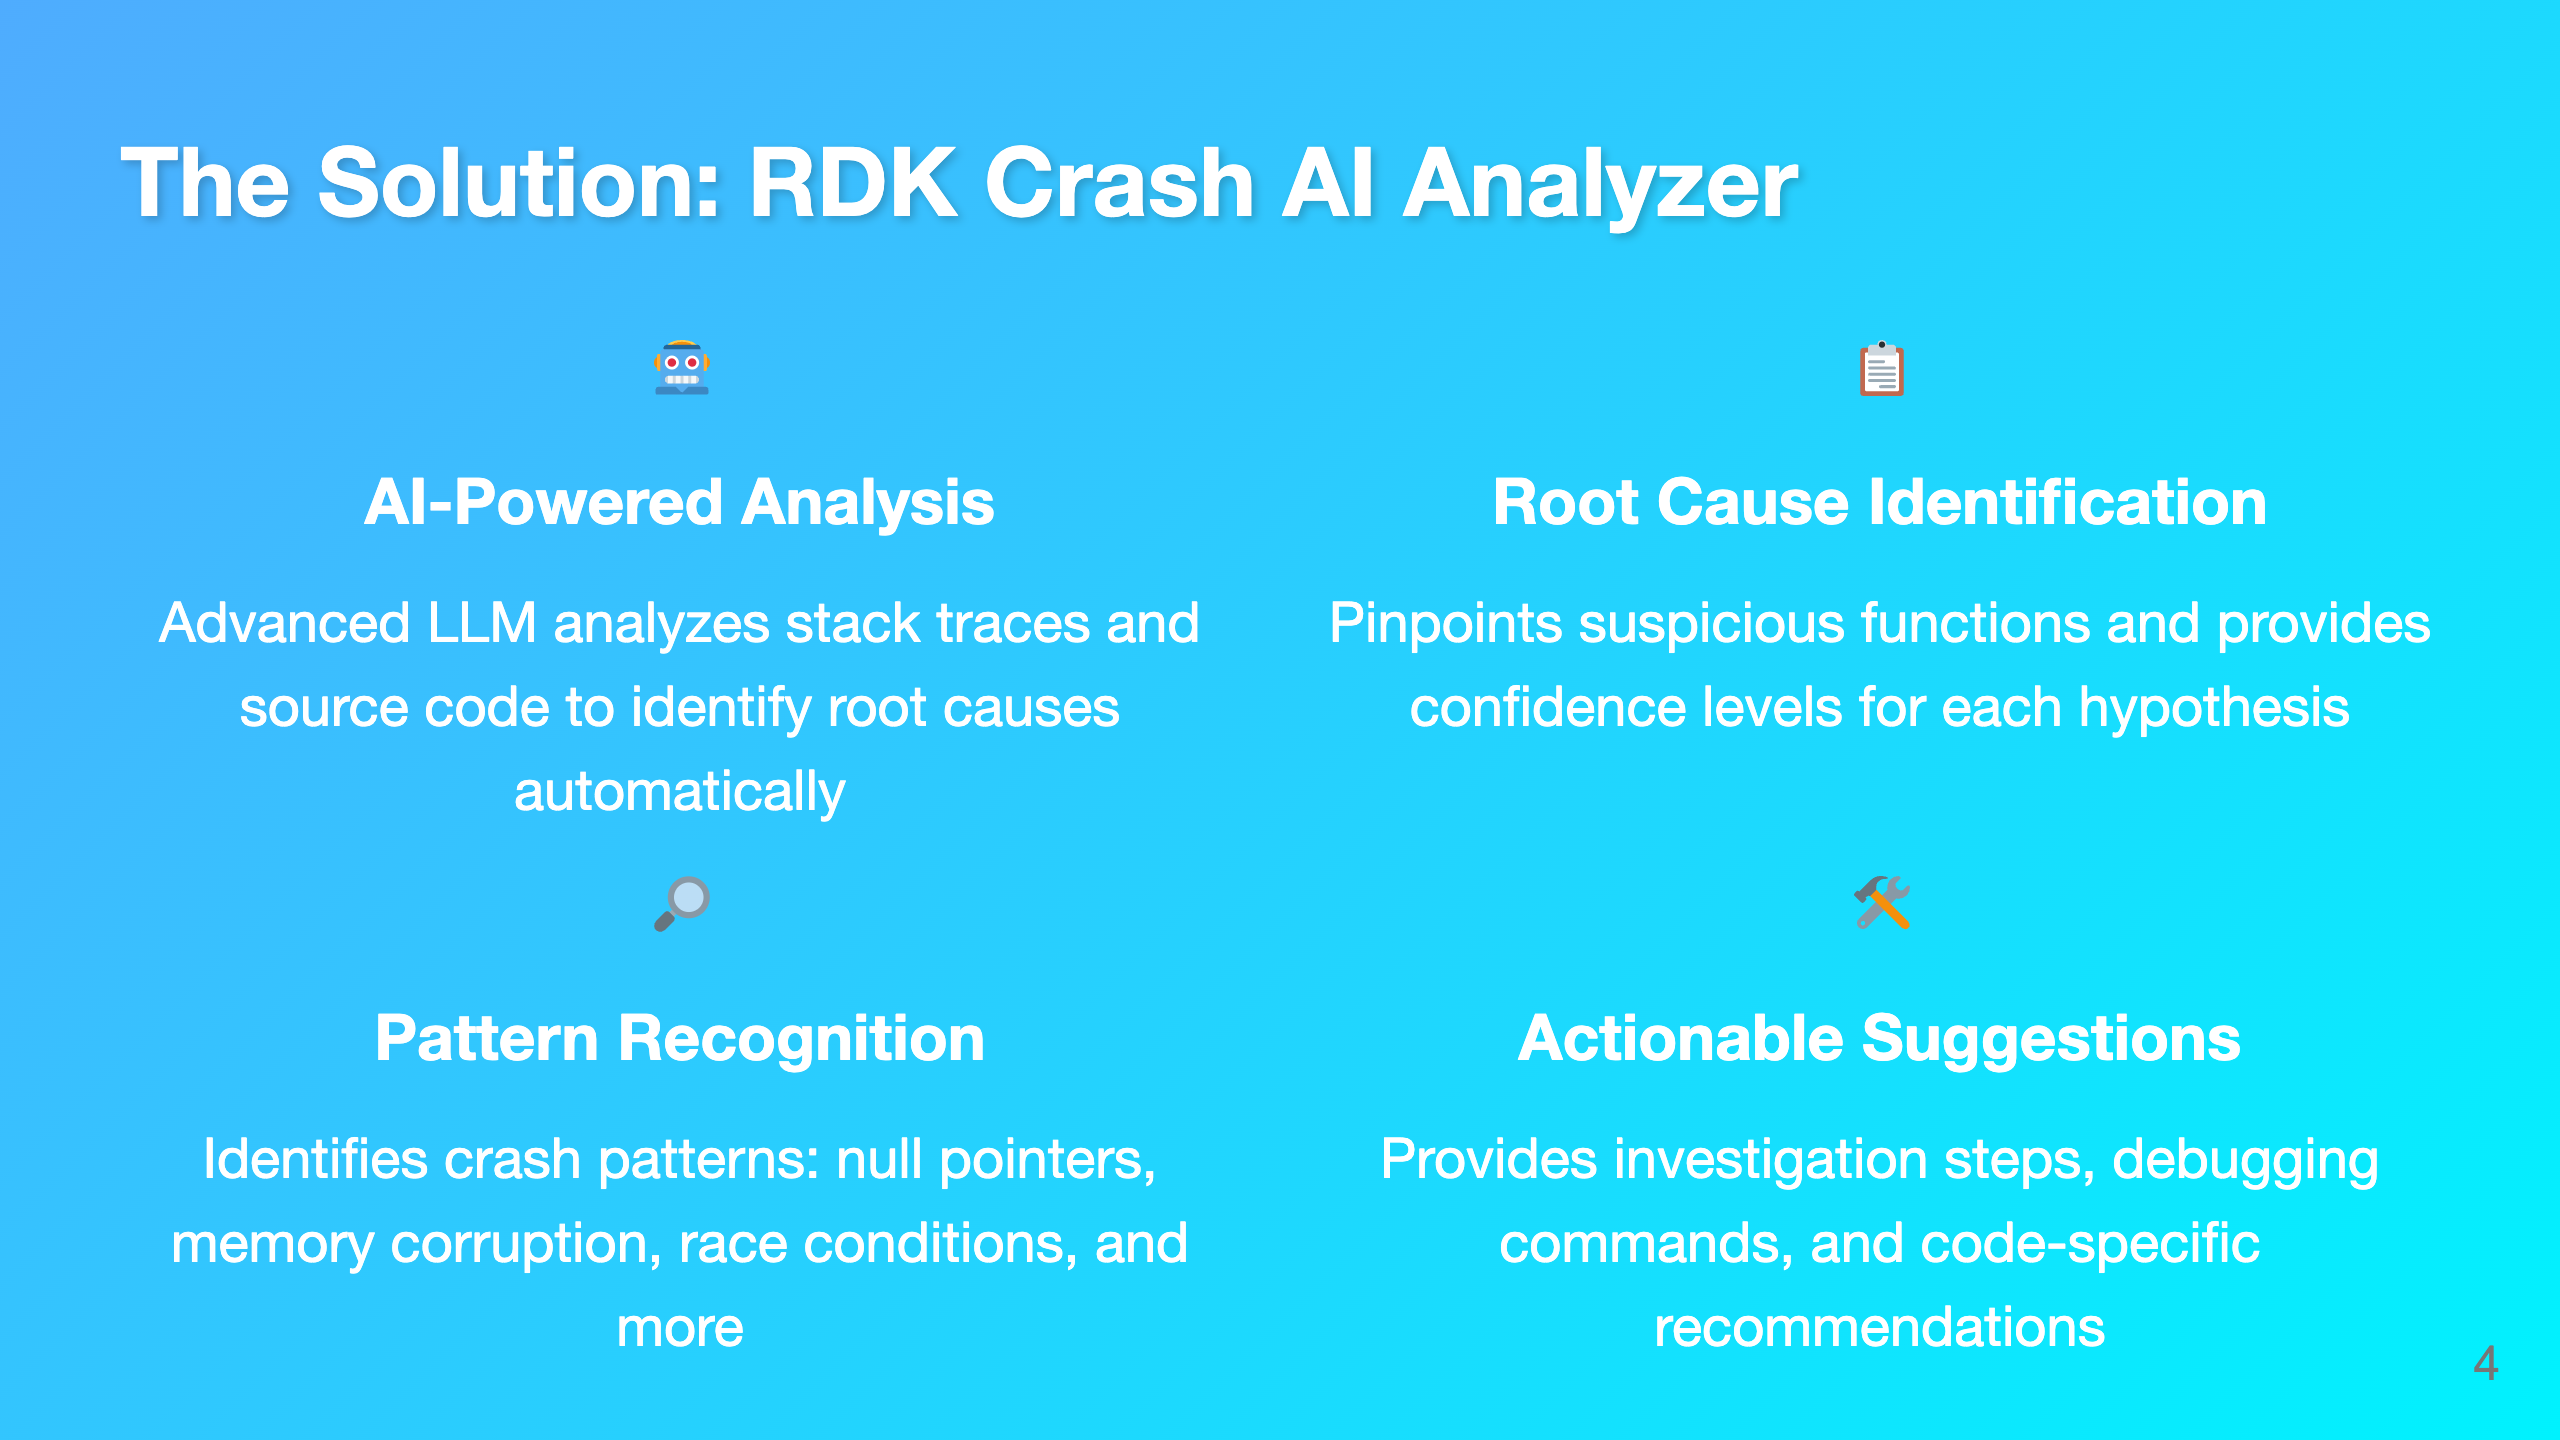 The Solution: RDK Crash AI Analyzer
AI-Powered Analysis
Advanced LLM analyzes stack traces and
source code to identify root causes
automatically
Root Cause Identification
Pinpoints suspicious functions and provides
confidence levels for each hypothesis
Pattern Recognition
Identifies crash patterns: null pointers,
memory corruption, race conditions, and
more
Actionable Suggestions
Provides investigation steps, debugging
commands, and code-specific
recommendations
4